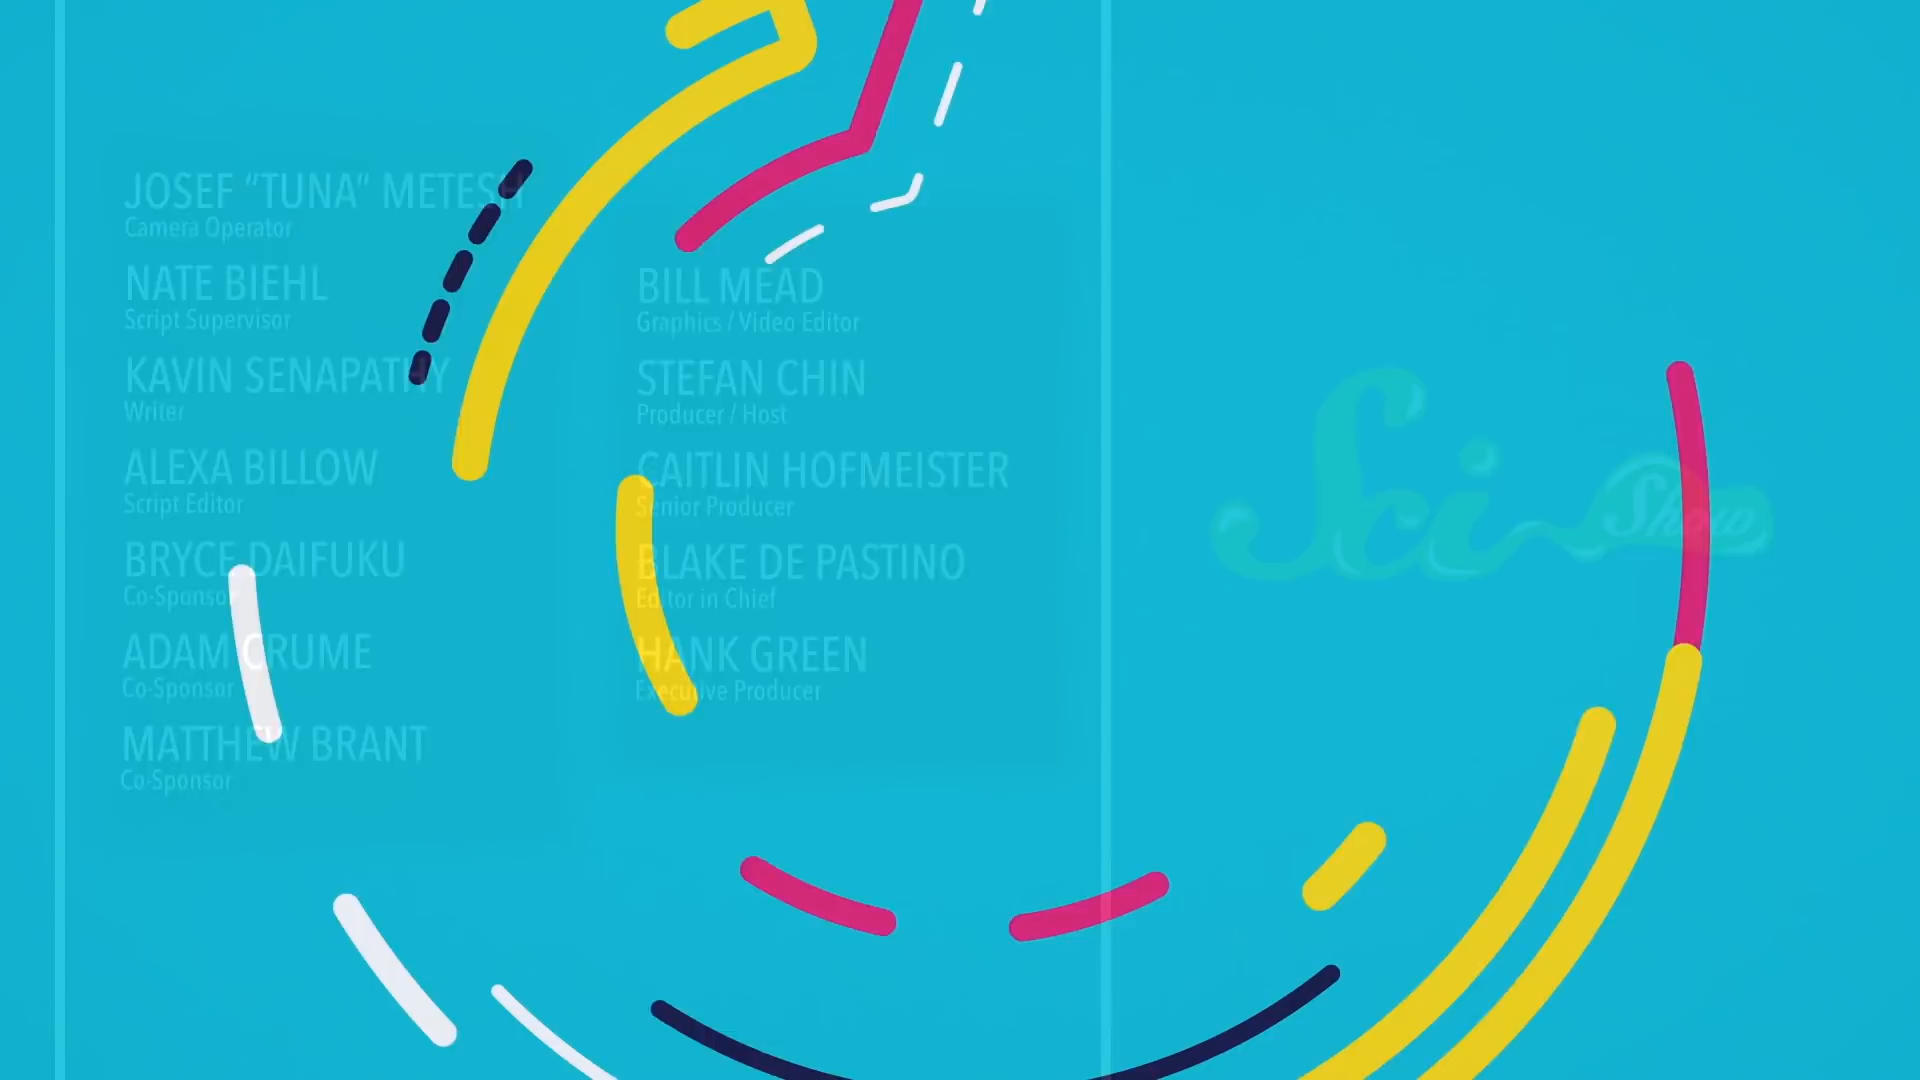 JOSEF “TUNA” METESH
Camera Operator
NATE BIEHL
Script Supervisor
KAVIN SENAPATHY
Writer
ALEXA BILLOW
Script Editor
BRYCE DAIFUKU
Co-Sponsor
ADAM CRUME
Co-Sponsor
MATTHEW BRANT
Co-Sponsor
BILL MEAD
Graphics / Video Editor
STEFAN CHIN
Producer / Host
CAITLIN HOFMEISTER
Senior Producer
BLAKE DE PASTINO
Editor in Chief
HANK GREEN
Executive Producer
Sci Show